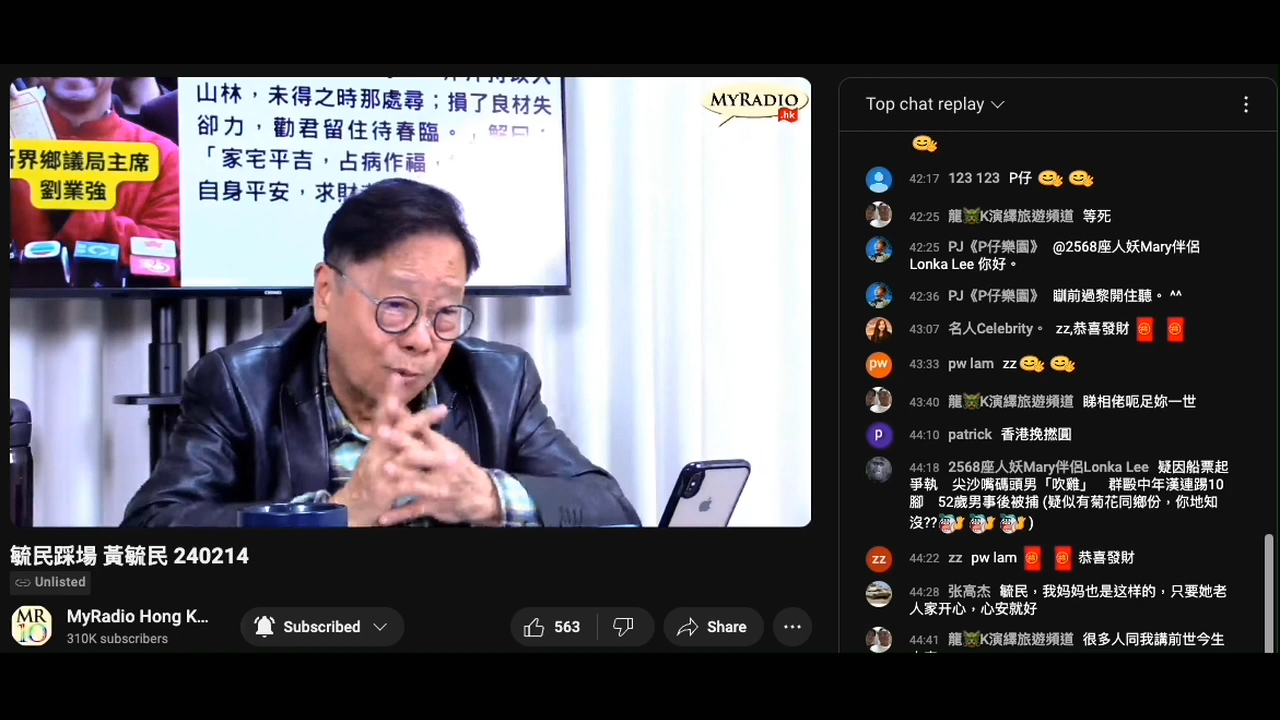 山林，未得之時那處尋；損了良材失
卻力，勸君留住待春臨。」解曰：
「家宅平吉，占病作福，
自身平安，求財
新界鄉議局主席
劉業強
MYRADIO
.hk
毓民踩場 黃毓民 240214
Unlisted
MR
10
MyRadio Hong K...
310K subscribers
Subscribed
563
Share
Top chat replay
42:17 123 123 P仔
42:25 龍K演繹旅遊頻道 等死
42:25 PJ《P仔樂園》 @2568座人妖Mary伴侶
Lonka Lee 你好。
42:36 PJ《P仔樂園》 瞓前過黎開住聽。^^
43:07 名人Celebrity。 zz,恭喜發財
pw
43:33 pw lam zz
43:40 龍K演繹旅遊頻道 睇相佬呃足妳一世
p
44:10 patrick 香港挽撚圓
44:18 2568座人妖Mary伴侶Lonka Lee 疑因船票起
爭執 尖沙嘴碼頭男「吹雞」 群毆中年漢連踢10
腳 52歲男事後被捕 (疑似有菊花同鄉份，你地知
沒??)
zz
44:22 zz pw lam 恭喜發財
44:28 张高杰 毓民，我妈妈也是这样的，只要她老
人家开心，心安就好
44:41 龍K演繹旅遊頻道 很多人同我講前世今生